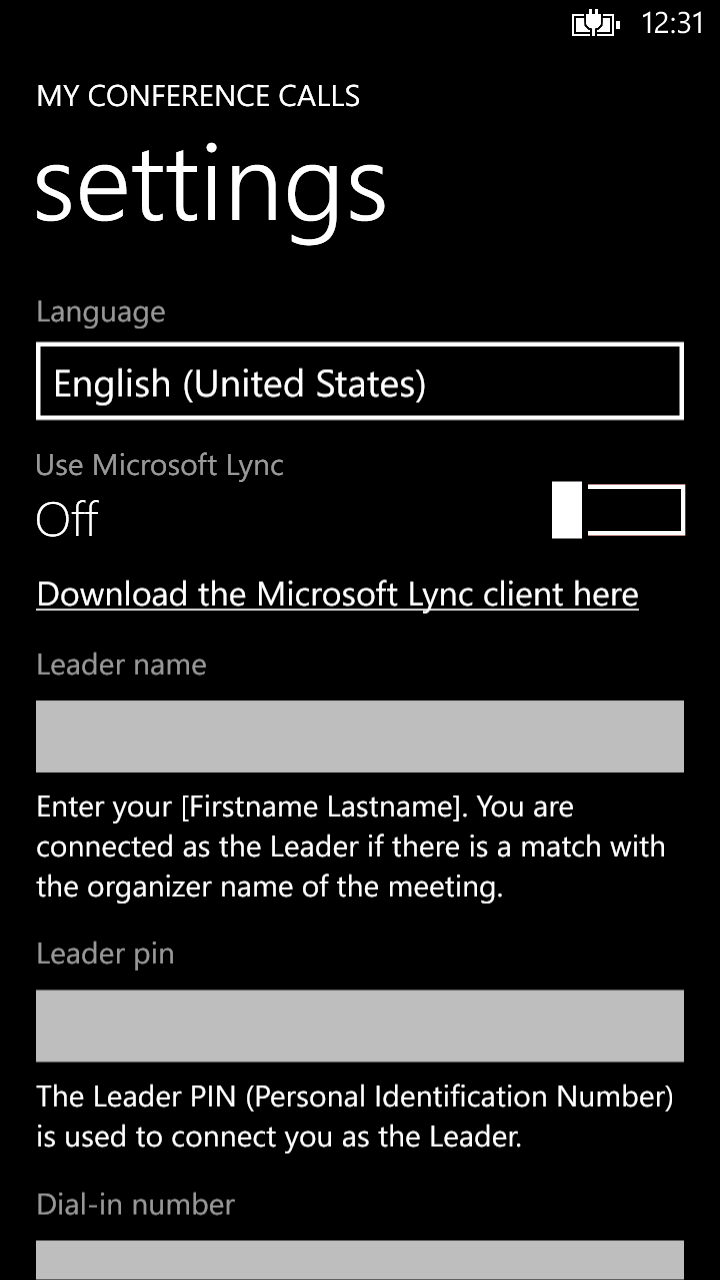 12:31
MY CONFERENCE CALLS
settings
Language
English (United States)
Use Microsoft Lync
Off
Download the Microsoft Lync client here
Leader name
Enter your [Firstname Lastname]. You are
connected as the Leader if there is a match with
the organizer name of the meeting.
Leader pin
The Leader PIN (Personal Identification Number)
is used to connect you as the Leader.
Dial-in number